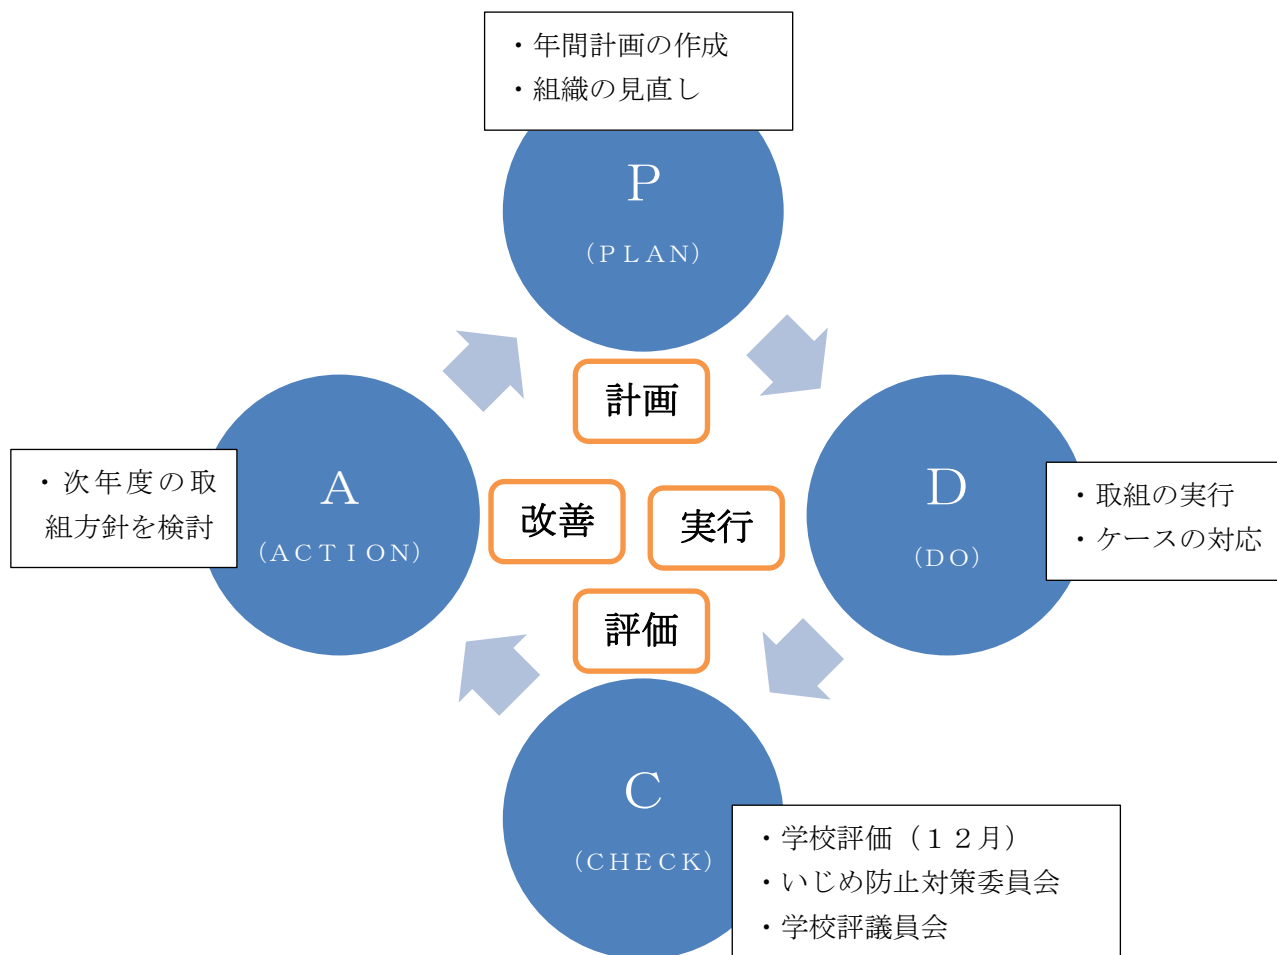 ・年間計画の作成
・組織の見直し
Ｐ
（ＰＬＡＮ）
計画
・次年度の取
組方針を検討
Ａ
（ＡＣＴＩＯＮ）
改善
実行
Ｄ
（ＤＯ）
・取組の実行
・ケースの対応
評価
Ｃ
（ＣＨＥＣＫ）
・学校評価（１２月）
・いじめ防止対策委員会
・学校評議員会